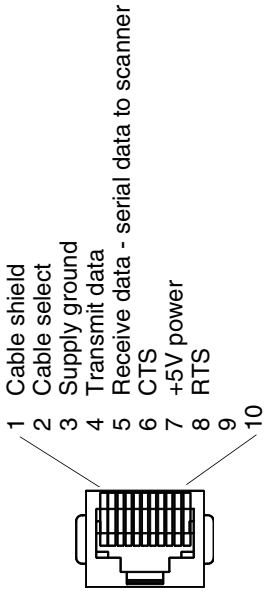 1 Cable shield
2 Cable select
3 Supply ground
4 Transmit data
5 Receive data - serial data to scanner
6 CTS
7 +5V power
8 RTS
9
10